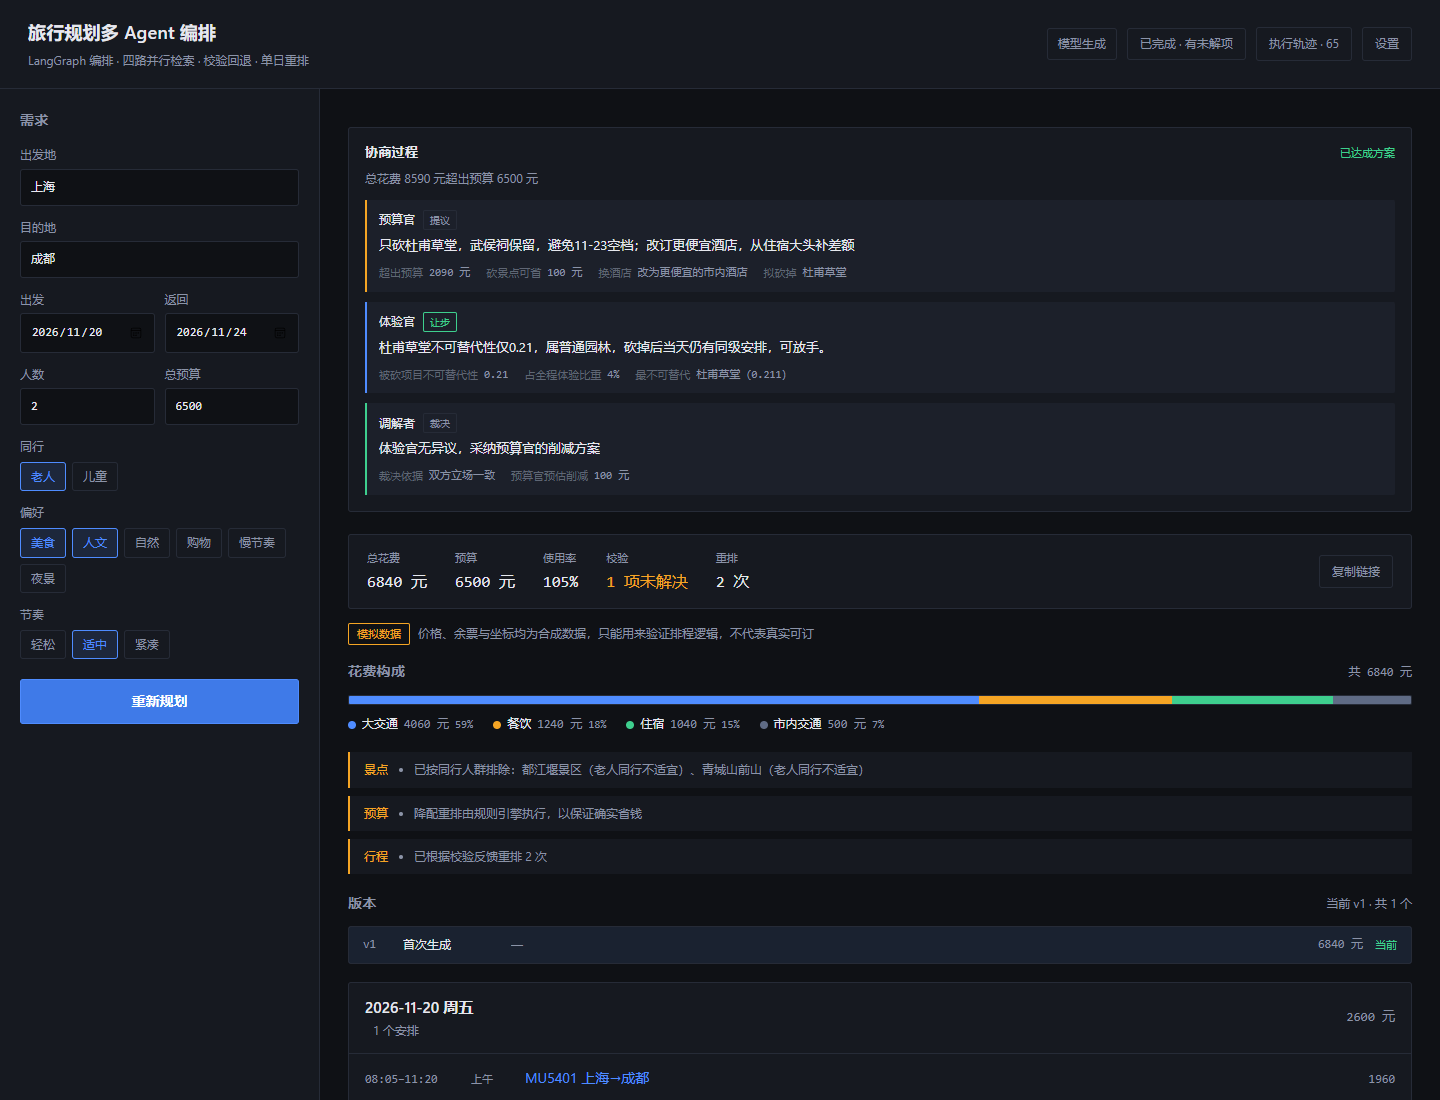 旅行规划多 Agent 编排
LangGraph 编排 · 四路并行检索 · 校验回退 · 单日重排
模型生成
已完成 · 有未解项
执行轨迹 · 65
设置
需求
出发地
上海
目的地
成都
出发 返回
2026/11/20 2026/11/24
人数 总预算
2 6500
同行
老人 儿童
偏好
美食 人文 自然 购物 慢节奏
夜景
节奏
轻松 适中 紧凑
重新规划
协商过程 已达成方案
总花费 8590 元超出预算 6500 元
预算官 提议
只砍杜甫草堂，武侯祠保留，避免11-23空档；改订更便宜酒店，从住宿大头补差额
超出预算 2090 元 砍景点可省 100 元 换酒店 改为更便宜的市内酒店 拟砍掉 杜甫草堂
体验官 让步
杜甫草堂不可替代性仅0.21，属普通园林，砍掉后当天仍有同级安排，可放手。
被砍项目不可替代性 0.21 占全程体验比重 4% 最不可替代 杜甫草堂（0.211）
调解者 裁决
体验官无异议，采纳预算官的削减方案
裁决依据 双方立场一致 预算官预估削减 100 元
总花费 预算 使用率 校验 重排
6840 元 6500 元 105% 1 项未解决 2 次
复制链接
模拟数据 价格、余票与坐标均为合成数据，只能用来验证排程逻辑，不代表真实可订
花费构成 共 6840 元
大交通 4060 元 59% 餐饮 1240 元 18% 住宿 1040 元 15% 市内交通 500 元 7%
景点 • 已按同行人群排除：都江堰景区（老人同行不适宜）、青城山前山（老人同行不适宜）
预算 • 降配重排由规则引擎执行，以保证确实省钱
行程 • 已根据校验反馈重排 2 次
版本 当前 v1 · 共 1 个
v1 首次生成 — 6840 元 当前
2026-11-20 周五 2600 元
1 个安排
08:05–11:20 上午 MU5401 上海→成都 1960